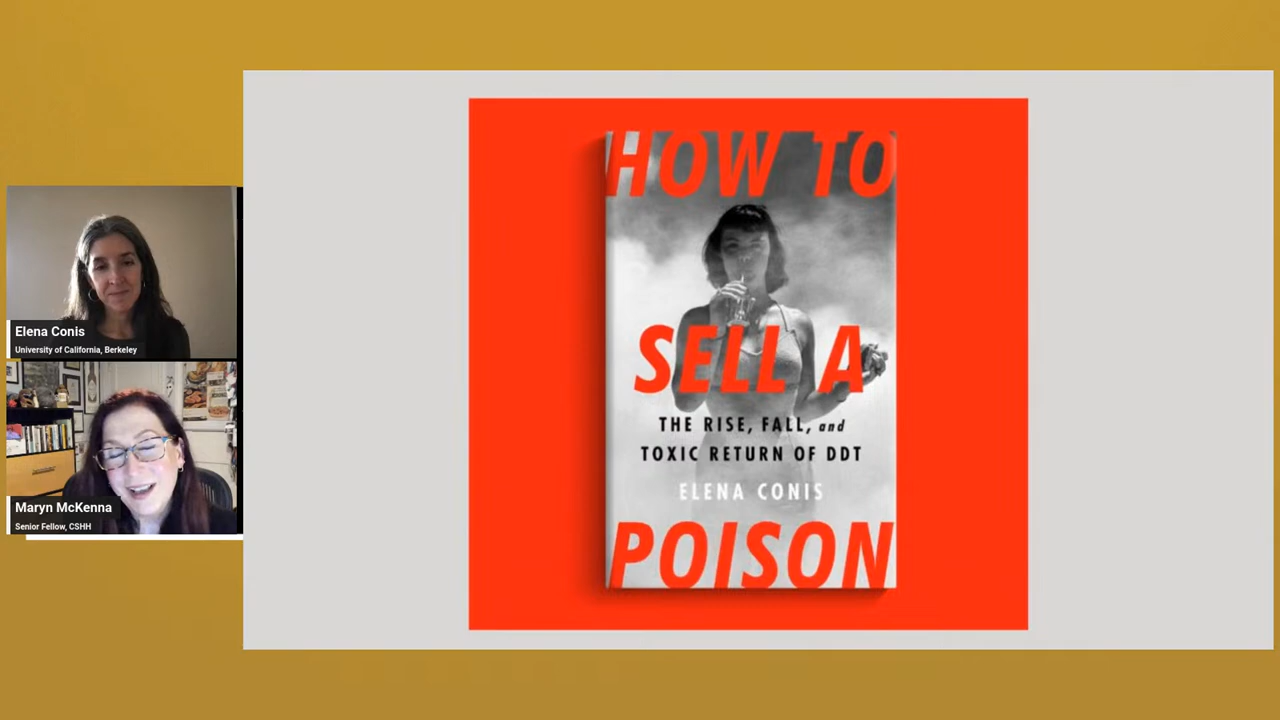 Elena Conis
University of California, Berkeley
Maryn McKenna
Senior Fellow, CSHH
HOW TO
SELL A
THE RISE, FALL, and
TOXIC RETURN OF DDT
ELENA CONIS
POISON